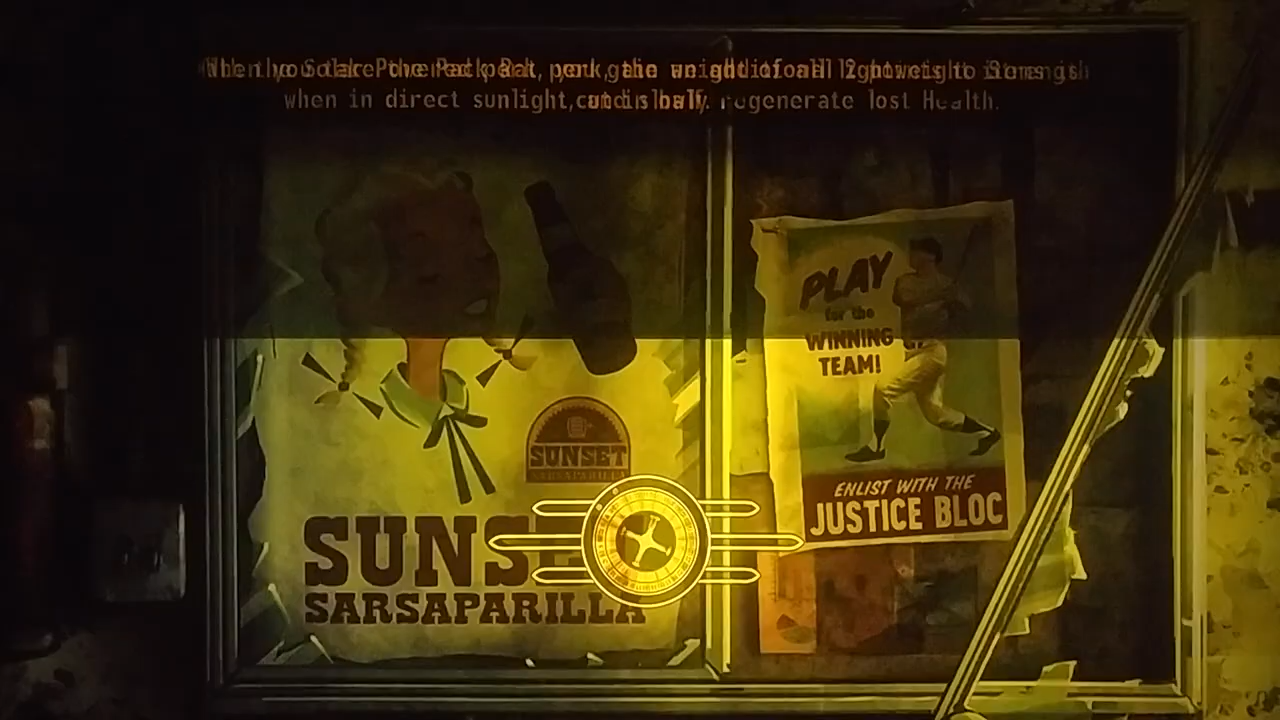 when in direct sunlight, regenerate lost Health.
PLAY
for the
WINNING
TEAM!
SUNSET
SARSAPARILLA
ENLIST WITH THE
JUSTICE BLOC
SUNSE
SARSAPARILLA